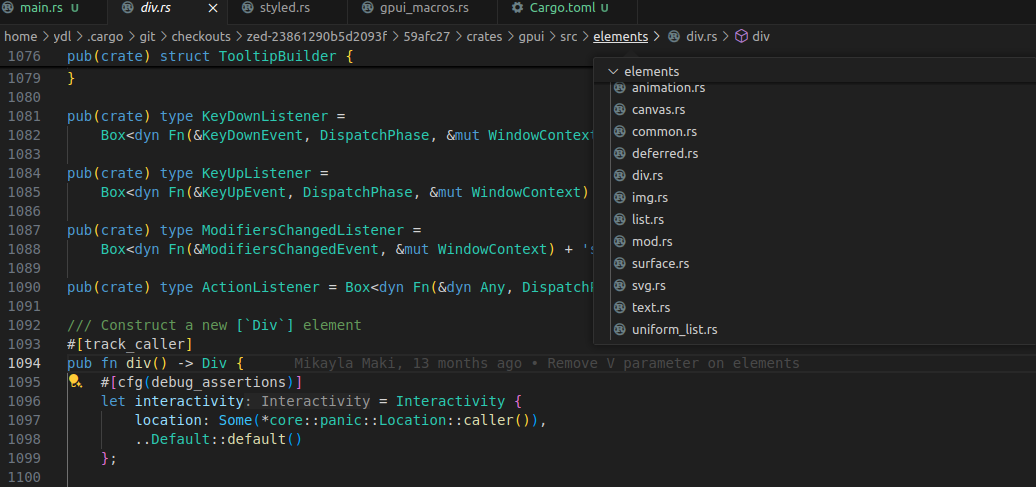 main.rs U div.rs styled.rs gpui_macros.rs Cargo.toml U
home > ydl > .cargo > git > checkouts > zed-23861290b5d2093f > 59afc27 > crates > gpui > src > elements > div.rs > div
1076 pub(crate) struct TooltipBuilder {
1079 }
1080
1081 pub(crate) type KeyDownListener =
1082 Box<dyn Fn(&KeyDownEvent, DispatchPhase, &mut WindowContext
1083
1084 pub(crate) type KeyUpListener =
1085 Box<dyn Fn(&KeyUpEvent, DispatchPhase, &mut WindowContext)
1086
1087 pub(crate) type ModifiersChangedListener =
1088 Box<dyn Fn(&ModifiersChangedEvent, &mut WindowContext) + 's
1089
1090 pub(crate) type ActionListener = Box<dyn Fn(&dyn Any, Dispatch
1091
1092 /// Construct a new [`Div`] element
1093 #[track_caller]
1094 pub fn div() -> Div { Mikayla Maki, 13 months ago • Remove V parameter on elements
1095 #[cfg(debug_assertions)]
1096 let interactivity: Interactivity = Interactivity {
1097 location: Some(*core::panic::Location::caller()),
1098 ..Default::default()
1099 };
1100
elements
animation.rs
canvas.rs
common.rs
deferred.rs
div.rs
img.rs
list.rs
mod.rs
surface.rs
svg.rs
text.rs
uniform_list.rs